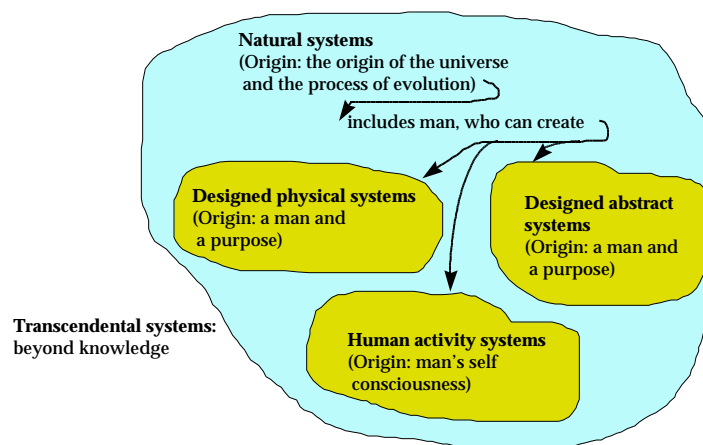 Natural systems
(Origin: the origin of the universe
and the process of evolution)
includes man, who can create
Designed physical systems
(Origin: a man and
a purpose)
Designed abstract
systems
(Origin: a man and
a purpose)
Transcendental systems:
beyond knowledge
Human activity systems
(Origin: man’s self
consciousness)